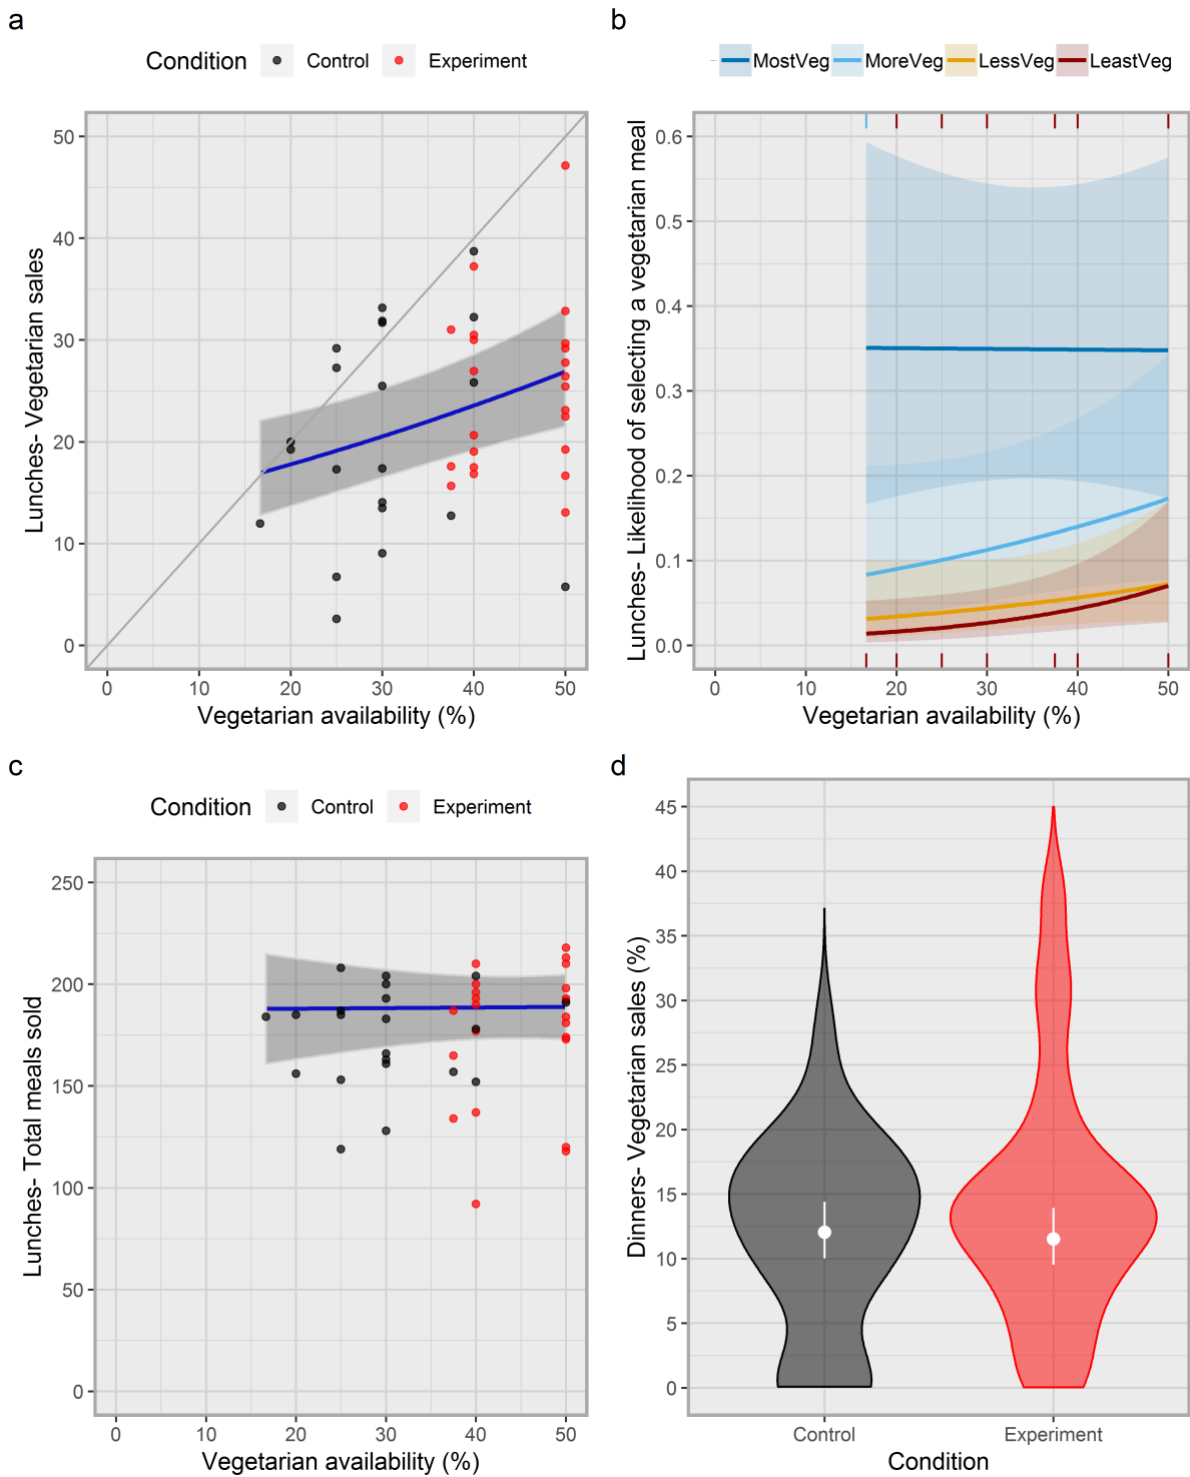 a
Condition Control Experiment
Lunches- Vegetarian sales
50
40
30
20
10
0
0 10 20 30 40 50
Vegetarian availability (%)
b
MostVeg MoreVeg LessVeg LeastVeg
Lunches- Likelihood of selecting a vegetarian meal
0.6
0.5
0.4
0.3
0.2
0.1
0.0
0 10 20 30 40 50
Vegetarian availability (%)
c
Condition Control Experiment
Lunches- Total meals sold
250
200
150
100
50
0
0 10 20 30 40 50
Vegetarian availability (%)
d
Dinners- Vegetarian sales (%)
45
40
35
30
25
20
15
10
5
0
Control Experiment
Condition